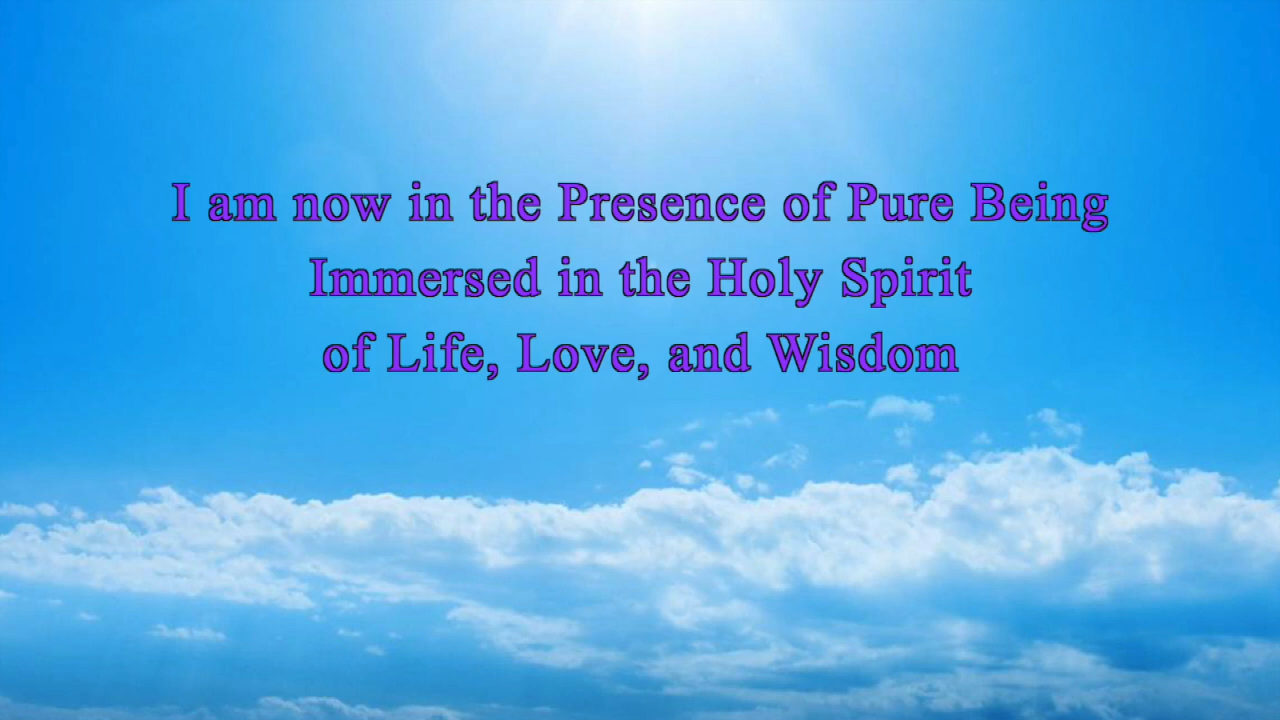 I am now in the Presence of Pure Being
Immersed in the Holy Spirit
of Life, Love, and Wisdom